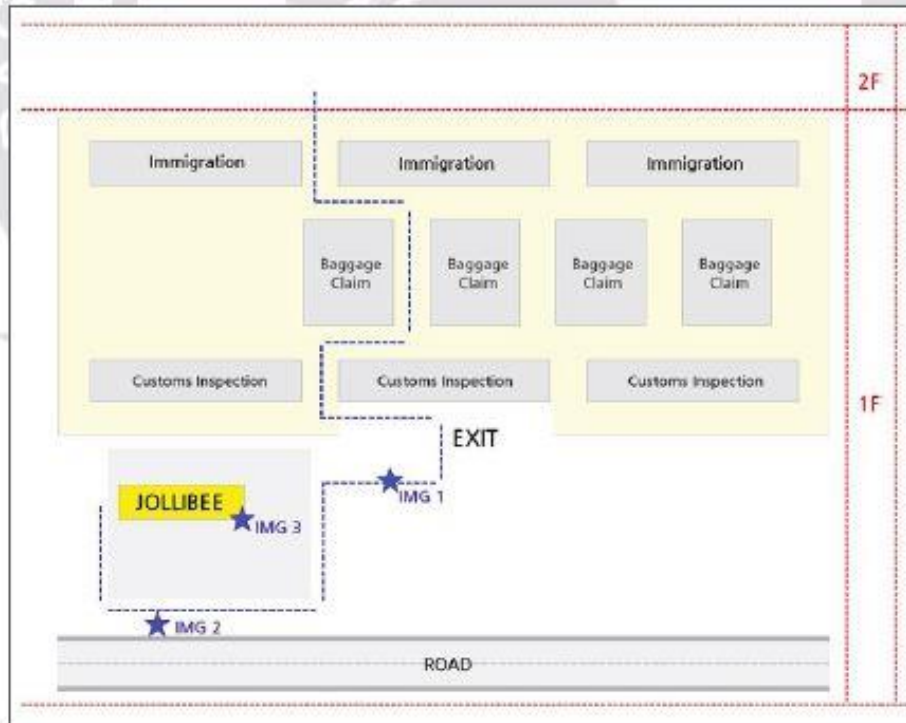 2F
Immigration
Immigration
Immigration
Baggage
Claim
Baggage
Claim
Baggage
Claim
Baggage
Claim
Customs Inspection
Customs Inspection
Customs Inspection
1F
EXIT
IMG 1
JOLLIBEE
IMG 3
IMG 2
ROAD